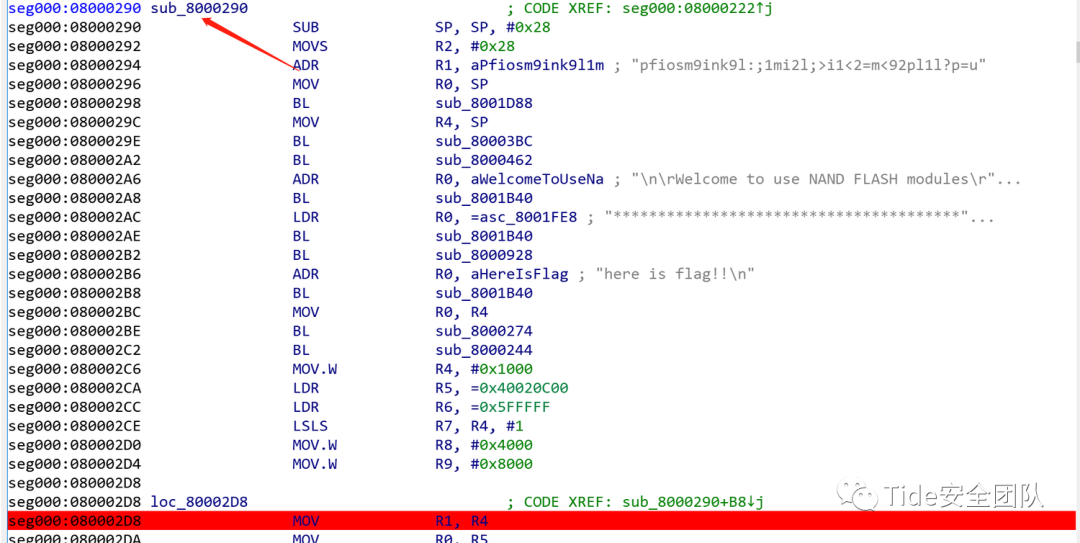 seg000:08000290 sub_8000290 ; CODE XREF: seg000:08000222↑j
seg000:08000290 SUB SP, SP, #0x28
seg000:08000292 MOVS R2, #0x28
seg000:08000294 ADR R1, aPfiosm9ink9l1m ; "pfiosm9ink9l:;1mi2l;>i1<2=m<92pl1l?p=u"
seg000:08000296 MOV R0, SP
seg000:08000298 BL sub_8001D88
seg000:0800029C MOV R4, SP
seg000:0800029E BL sub_80003BC
seg000:080002A2 BL sub_8000462
seg000:080002A6 ADR R0, aWelcomeToUseNa ; "\n\rWelcome to use NAND FLASH modules\r"...
seg000:080002A8 BL sub_8001B40
seg000:080002AC LDR R0, =asc_8001FE8 ; "***************************************"...
seg000:080002AE BL sub_8001B40
seg000:080002B2 BL sub_8000928
seg000:080002B6 ADR R0, aHereIsFlag ; "here is flag!!\n"
seg000:080002B8 BL sub_8001B40
seg000:080002BC MOV R0, R4
seg000:080002BE BL sub_8000274
seg000:080002C2 BL sub_8000244
seg000:080002C6 MOV.W R4, #0x1000
seg000:080002CA LDR R5, =0x40020C00
seg000:080002CC LDR R6, =0x5FFFFF
seg000:080002CE LSLS R7, R4, #1
seg000:080002D0 MOV.W R8, #0x4000
seg000:080002D4 MOV.W R9, #0x8000
seg000:080002D8
seg000:080002D8 loc_80002D8 ; CODE XREF: sub_8000290+B8↓j
seg000:080002D8 MOV R1, R4
seg000:080002DA MOV R0, R5
Tide安全团队